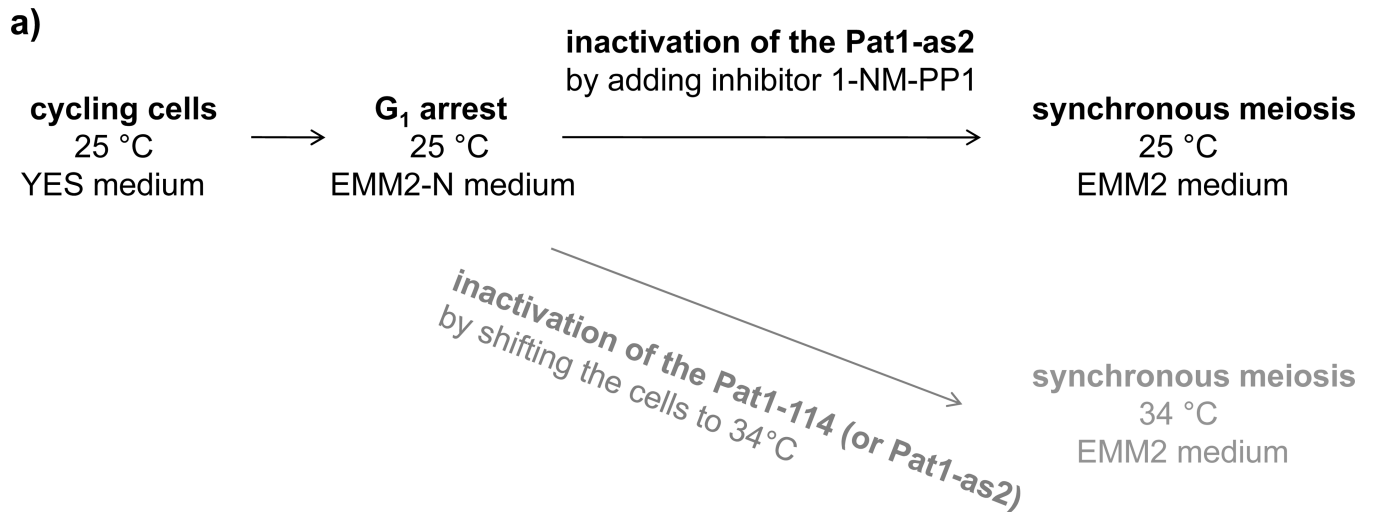 a)
inactivation of the Pat1-as2
by adding inhibitor 1-NM-PP1
cycling cells
25 °C
YES medium
G₁ arrest
25 °C
EMM2-N medium
synchronous meiosis
25 °C
EMM2 medium
inactivation of the Pat1-114 (or Pat1-as2)
by shifting the cells to 34°C
synchronous meiosis
34 °C
EMM2 medium